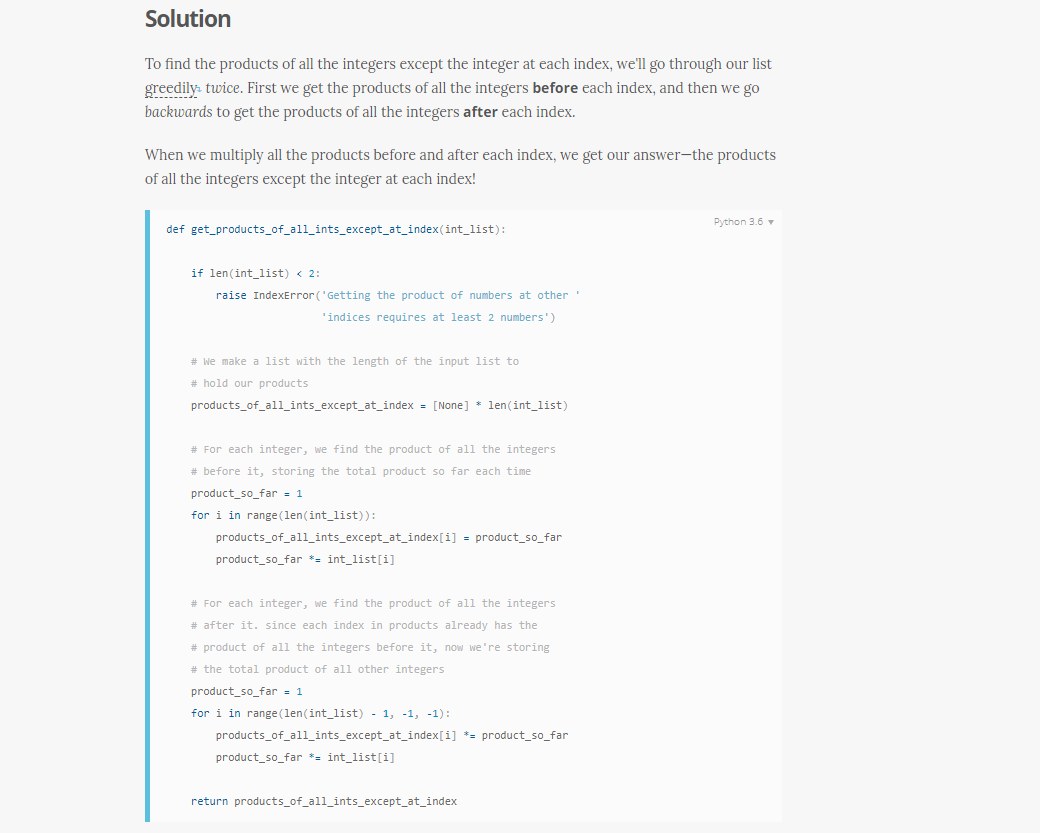 Solution
To find the products of all the integers except the integer at each index, we'll go through our list
greedily twice. First we get the products of all the integers before each index, and then we go
backwards to get the products of all the integers after each index.
When we multiply all the products before and after each index, we get our answer—the products
of all the integers except the integer at each index!
Python 3.6 ▼
def get_products_of_all_ints_except_at_index(int_list):
    if len(int_list) < 2:
        raise IndexError('Getting the product of numbers at other '
                         'indices requires at least 2 numbers')
    # We make a list with the length of the input list to
    # hold our products
    products_of_all_ints_except_at_index = [None] * len(int_list)
    # For each integer, we find the product of all the integers
    # before it, storing the total product so far each time
    product_so_far = 1
    for i in range(len(int_list)):
        products_of_all_ints_except_at_index[i] = product_so_far
        product_so_far *= int_list[i]
    # For each integer, we find the product of all the integers
    # after it. since each index in products already has the
    # product of all the integers before it, now we're storing
    # the total product of all other integers
    product_so_far = 1
    for i in range(len(int_list) - 1, -1, -1):
        products_of_all_ints_except_at_index[i] *= product_so_far
        product_so_far *= int_list[i]
    return products_of_all_ints_except_at_index